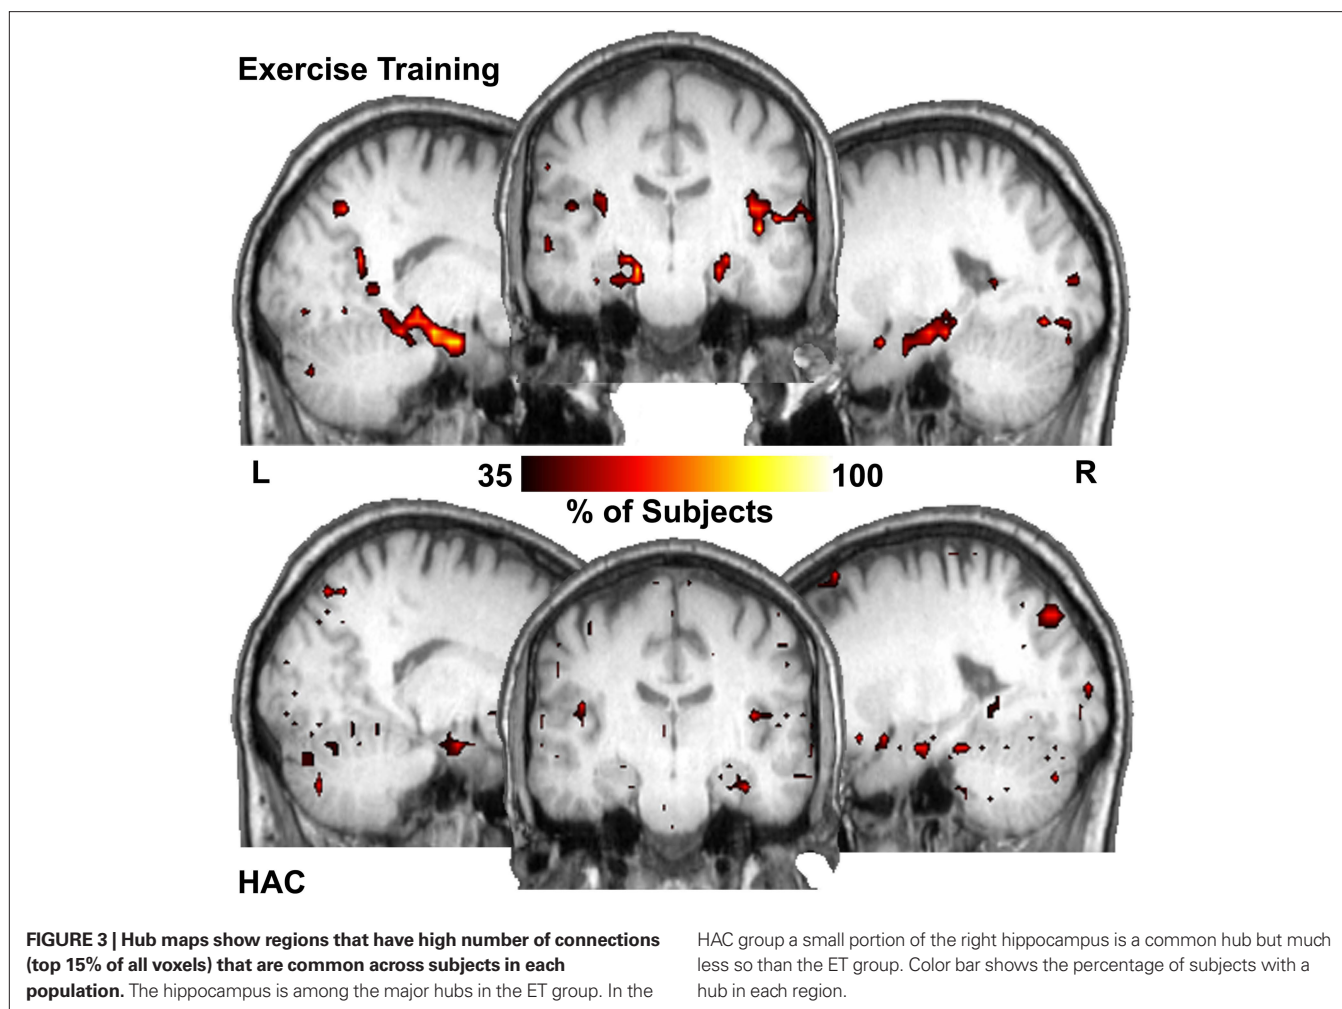 Exercise Training
L
35
100
R
% of Subjects
HAC
FIGURE 3 | Hub maps show regions that have high number of connections
(top 15% of all voxels) that are common across subjects in each
population. The hippocampus is among the major hubs in the ET group. In the
HAC group a small portion of the right hippocampus is a common hub but much
less so than the ET group. Color bar shows the percentage of subjects with a
hub in each region.